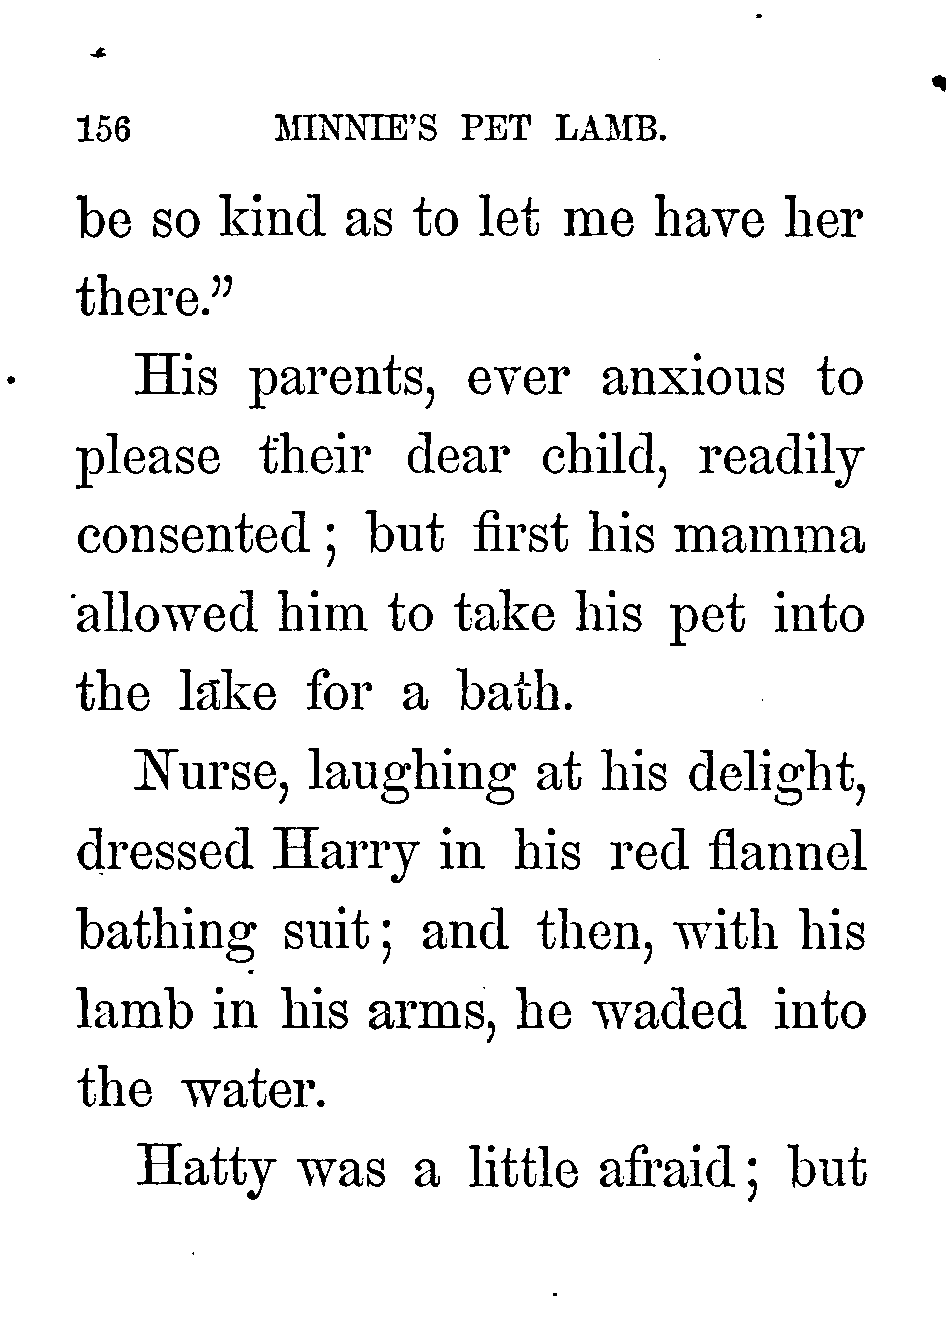 156 MINNIE'S PET LAMB.
be so kind as to let me have her
there."
His parents, ever anxious to
please their dear child, readily
consented; but first his mamma
allowed him to take his pet into
the lake for a bath.
Nurse, laughing at his delight,
dressed Harry in his red flannel
bathing suit; and then, with his
lamb in his arms, he waded into
the water.
Hatty was a little afraid; but